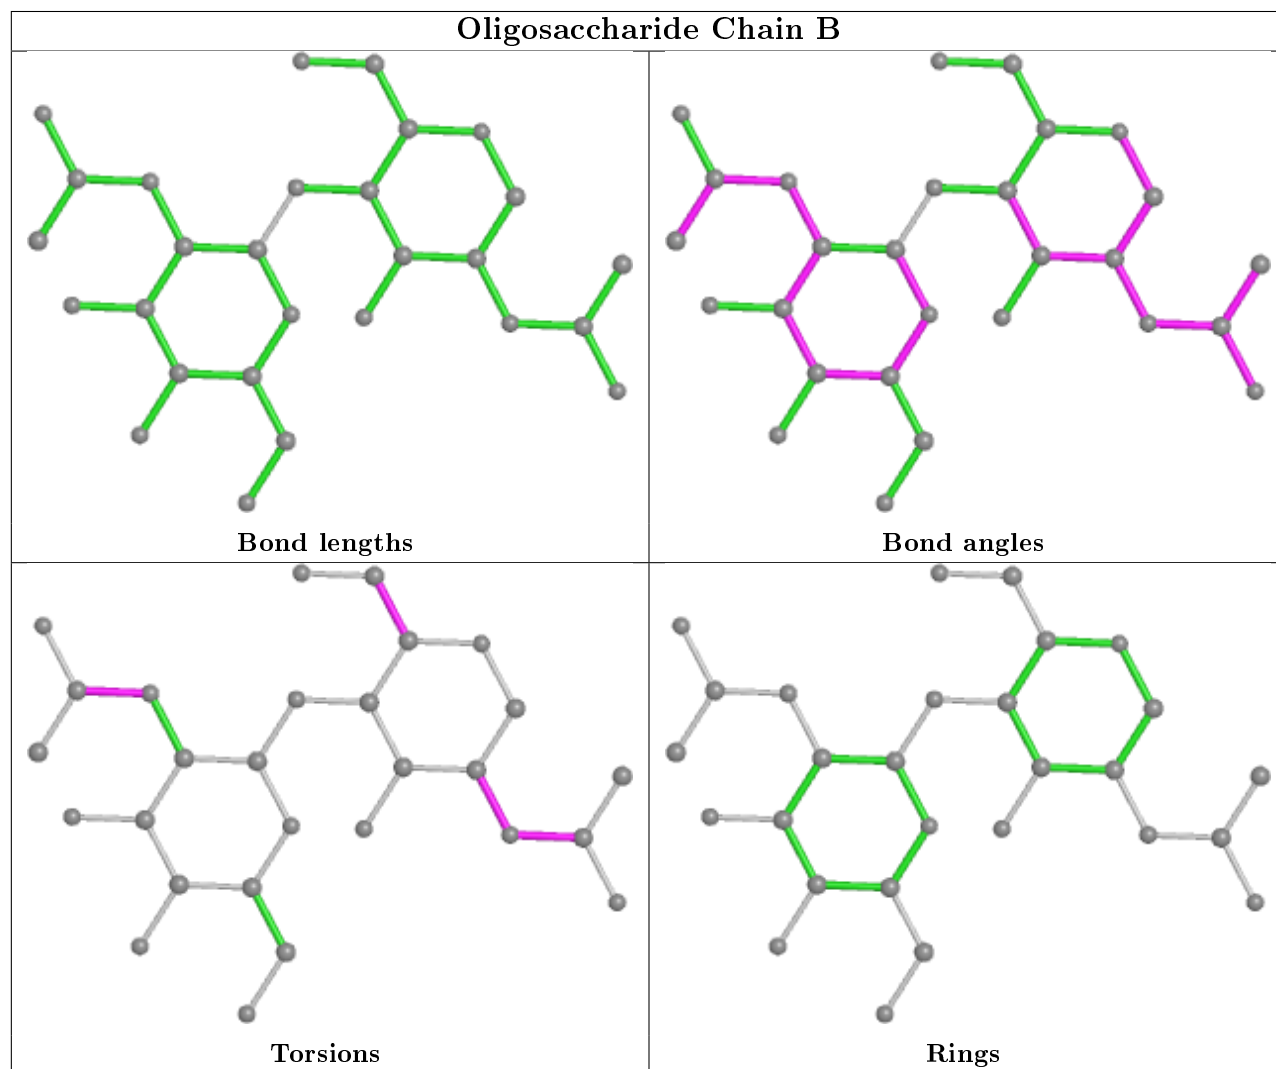 Oligosaccharide Chain B
Bond lengths
Bond angles
Torsions
Rings